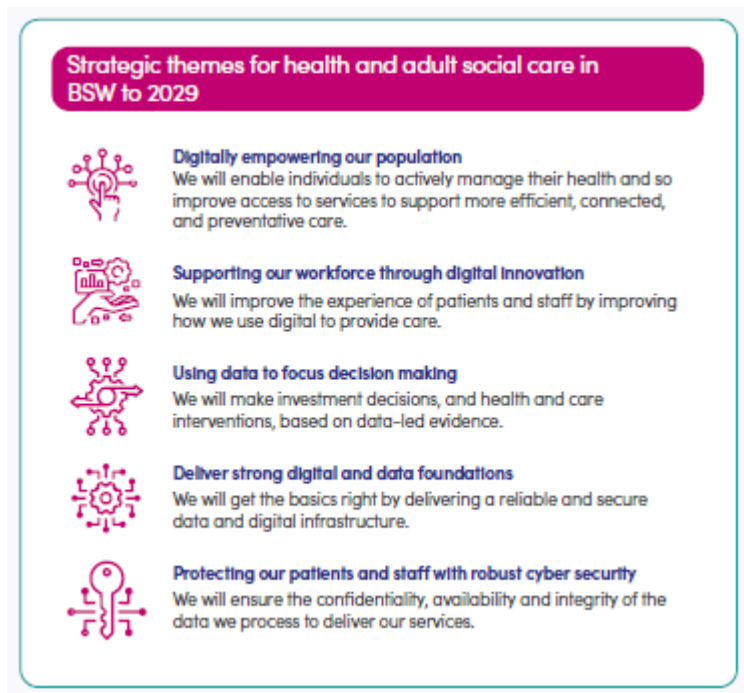 Strategic themes for health and adult social care in
BSW to 2029
Digitally empowering our population
We will enable individuals to actively manage their health and so
improve access to services to support more efficient, connected,
and preventative care.
Supporting our workforce through digital innovation
We will improve the experience of patients and staff by improving
how we use digital to provide care.
Using data to focus decision making
We will make investment decisions, and health and care
interventions, based on data-led evidence.
Deliver strong digital and data foundations
We will get the basics right by delivering a reliable and secure
data and digital infrastructure.
Protecting our patients and staff with robust cyber security
We will ensure the confidentiality, availability and integrity of the
data we process to deliver our services.